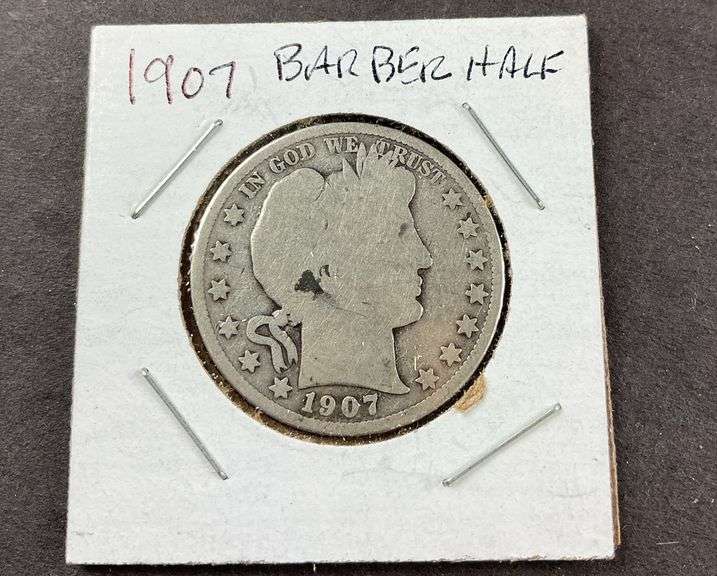 1907 BARBER HALF
IN GOD WE TRUST
1907